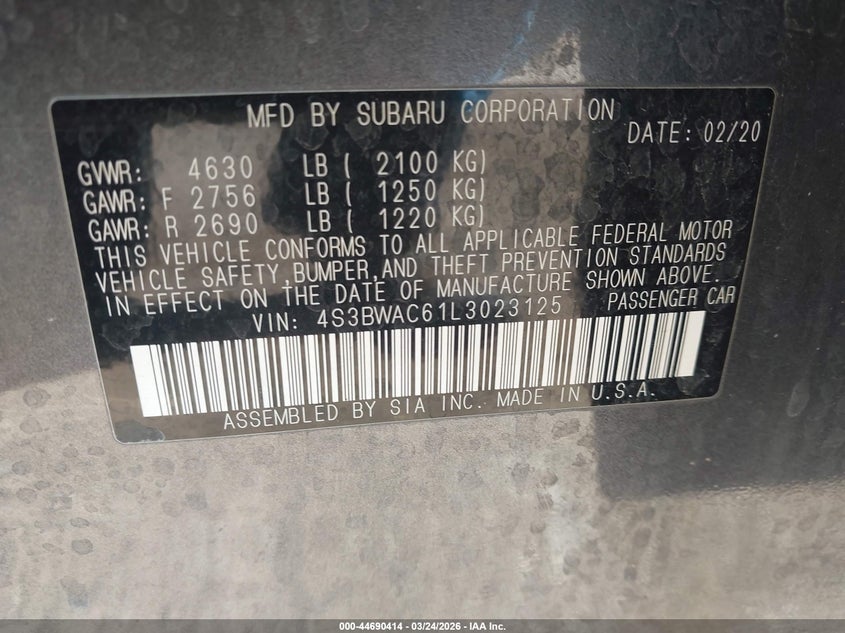 MFD BY SUBARU CORPORATION
DATE: 02/20
GVWR: 4630 LB ( 2100 KG)
GAWR: F 2756 LB ( 1250 KG)
GAWR: R 2690 LB ( 1220 KG)
THIS VEHICLE CONFORMS TO ALL APPLICABLE FEDERAL MOTOR
VEHICLE SAFETY,BUMPER,AND THEFT PREVENTION STANDARDS
IN EFFECT ON THE DATE OF MANUFACTURE SHOWN ABOVE.
VIN: 4S3BWAC61L3023125 PASSENGER CAR
ASSEMBLED BY SIA INC. MADE IN U.S.A.
000-44690414 - 03/24/2026 - IAA Inc.